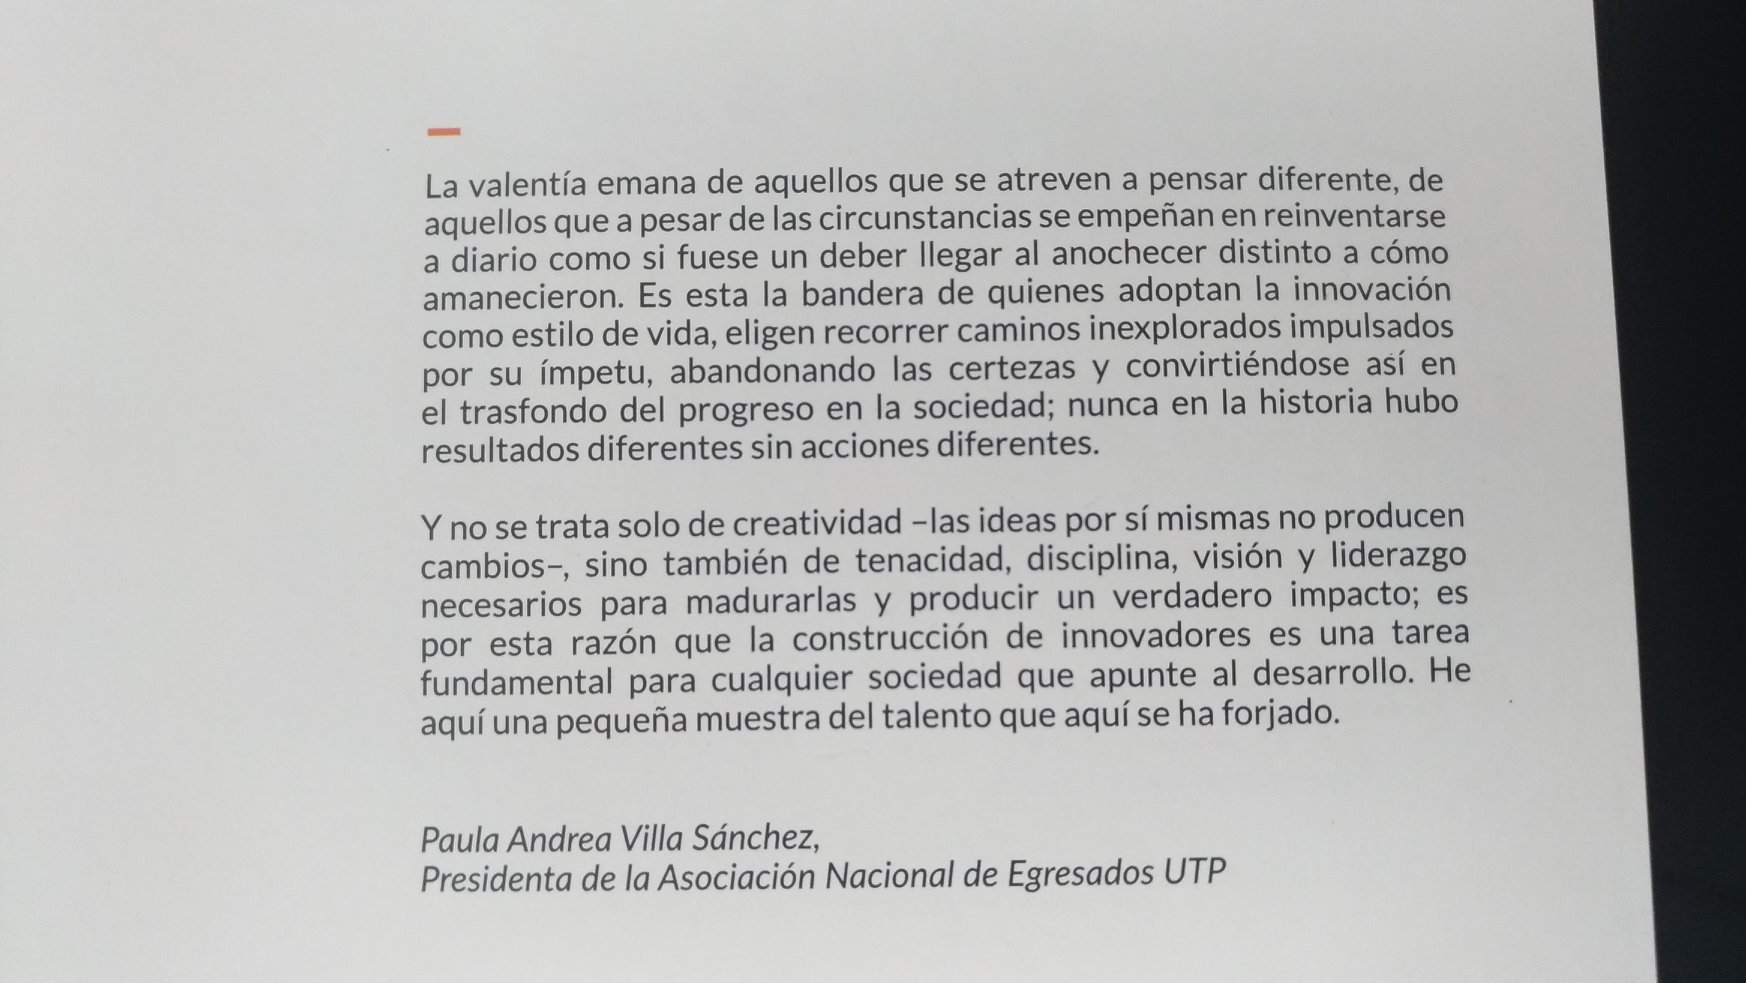 La valentía emana de aquellos que se atreven a pensar diferente, de
aquellos que a pesar de las circunstancias se empeñan en reinventarse
a diario como si fuese un deber llegar al anochecer distinto a cómo
amanecieron. Es esta la bandera de quienes adoptan la innovación
como estilo de vida, eligen recorrer caminos inexplorados impulsados
por su ímpetu, abandonando las certezas y convirtiéndose así en
el trasfondo del progreso en la sociedad; nunca en la historia hubo
resultados diferentes sin acciones diferentes.
Y no se trata solo de creatividad –las ideas por sí mismas no producen
cambios–, sino también de tenacidad, disciplina, visión y liderazgo
necesarios para madurarlas y producir un verdadero impacto; es
por esta razón que la construcción de innovadores es una tarea
fundamental para cualquier sociedad que apunte al desarrollo. He
aquí una pequeña muestra del talento que aquí se ha forjado.
Paula Andrea Villa Sánchez,
Presidenta de la Asociación Nacional de Egresados UTP